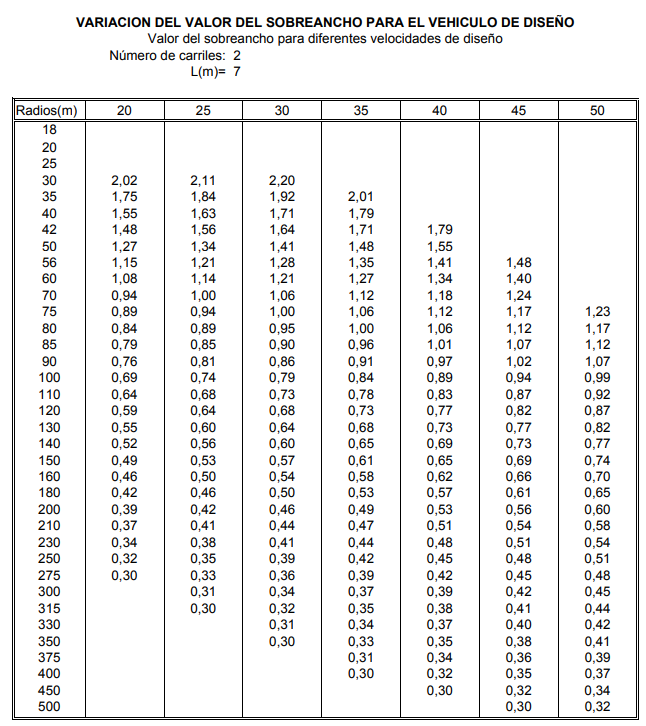 VARIACION DEL VALOR DEL SOBREANCHO PARA EL VEHICULO DE DISEÑO
Valor del sobreancho para diferentes velocidades de diseño
Número de carriles: 2
L(m)= 7
Radios(m) 20 25 30 35 40 45 50
18
20
25
30 2,02 2,11 2,20
35 1,75 1,84 1,92 2,01
40 1,55 1,63 1,71 1,79
42 1,48 1,56 1,64 1,71 1,79
50 1,27 1,34 1,41 1,48 1,55
56 1,15 1,21 1,28 1,35 1,41 1,48
60 1,08 1,14 1,21 1,27 1,34 1,40
70 0,94 1,00 1,06 1,12 1,18 1,24
75 0,89 0,94 1,00 1,06 1,12 1,17 1,23
80 0,84 0,89 0,95 1,00 1,06 1,12 1,17
85 0,79 0,85 0,90 0,96 1,01 1,07 1,12
90 0,76 0,81 0,86 0,91 0,97 1,02 1,07
100 0,69 0,74 0,79 0,84 0,89 0,94 0,99
110 0,64 0,68 0,73 0,78 0,83 0,87 0,92
120 0,59 0,64 0,68 0,73 0,77 0,82 0,87
130 0,55 0,60 0,64 0,68 0,73 0,77 0,82
140 0,52 0,56 0,60 0,65 0,69 0,73 0,77
150 0,49 0,53 0,57 0,61 0,65 0,69 0,74
160 0,46 0,50 0,54 0,58 0,62 0,66 0,70
180 0,42 0,46 0,50 0,53 0,57 0,61 0,65
200 0,39 0,42 0,46 0,49 0,53 0,56 0,60
210 0,37 0,41 0,44 0,47 0,51 0,54 0,58
230 0,34 0,38 0,41 0,44 0,48 0,51 0,54
250 0,32 0,35 0,39 0,42 0,45 0,48 0,51
275 0,30 0,33 0,36 0,39 0,42 0,45 0,48
300 0,31 0,34 0,37 0,39 0,42 0,45
315 0,30 0,32 0,35 0,38 0,41 0,44
330 0,31 0,34 0,37 0,40 0,42
350 0,30 0,33 0,35 0,38 0,41
375 0,31 0,34 0,36 0,39
400 0,30 0,32 0,35 0,37
450 0,30 0,32 0,34
500 0,30 0,32